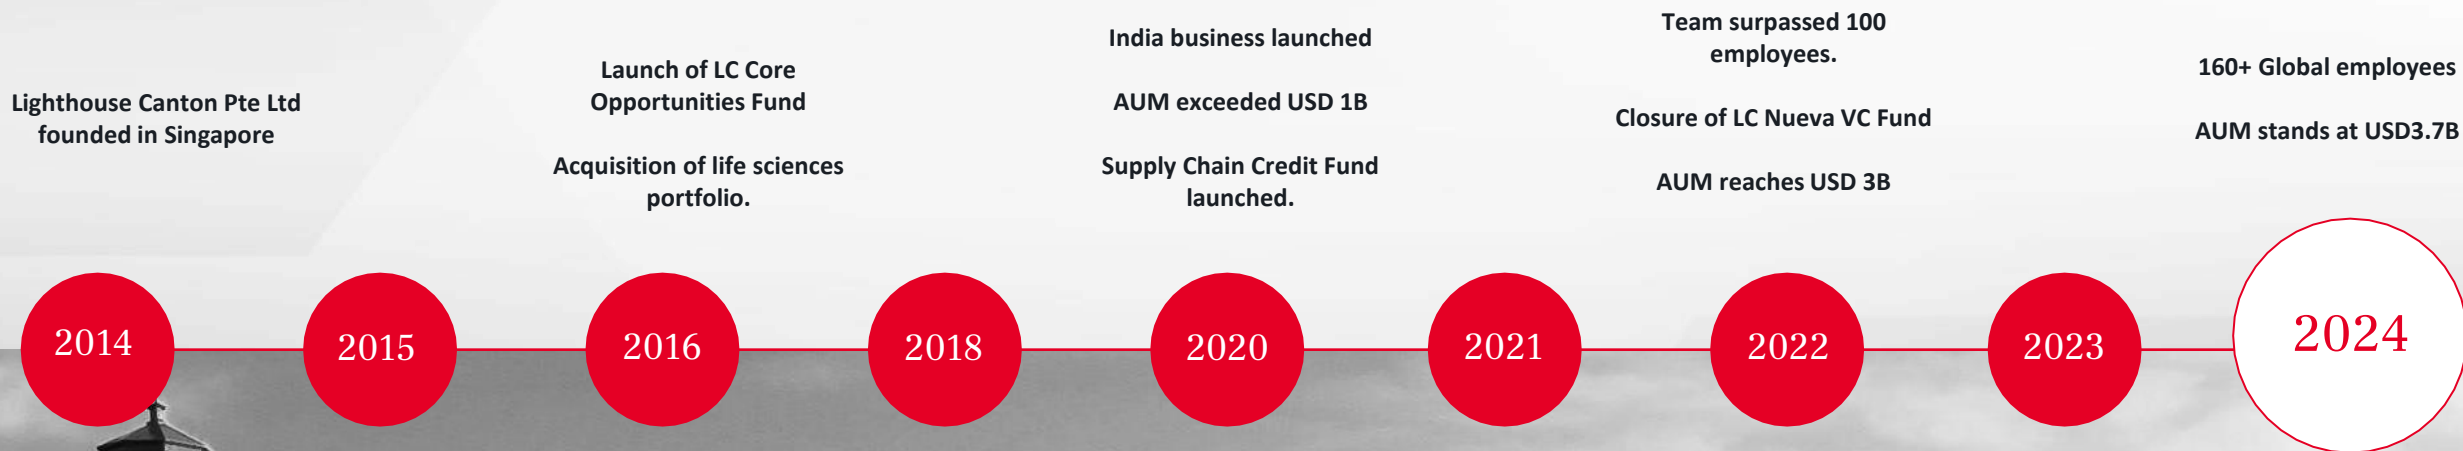 Lighthouse Canton Pte Ltd
founded in Singapore
Launch of LC Core
Opportunities Fund
Acquisition of life sciences
portfolio.
India business launched
AUM exceeded USD 1B
Supply Chain Credit Fund
launched.
Team surpassed 100
employees.
Closure of LC Nueva VC Fund
AUM reaches USD 3B
160+ Global employees
AUM stands at USD3.7B
2014
2015
2016
2018
2020
2021
2022
2023
2024